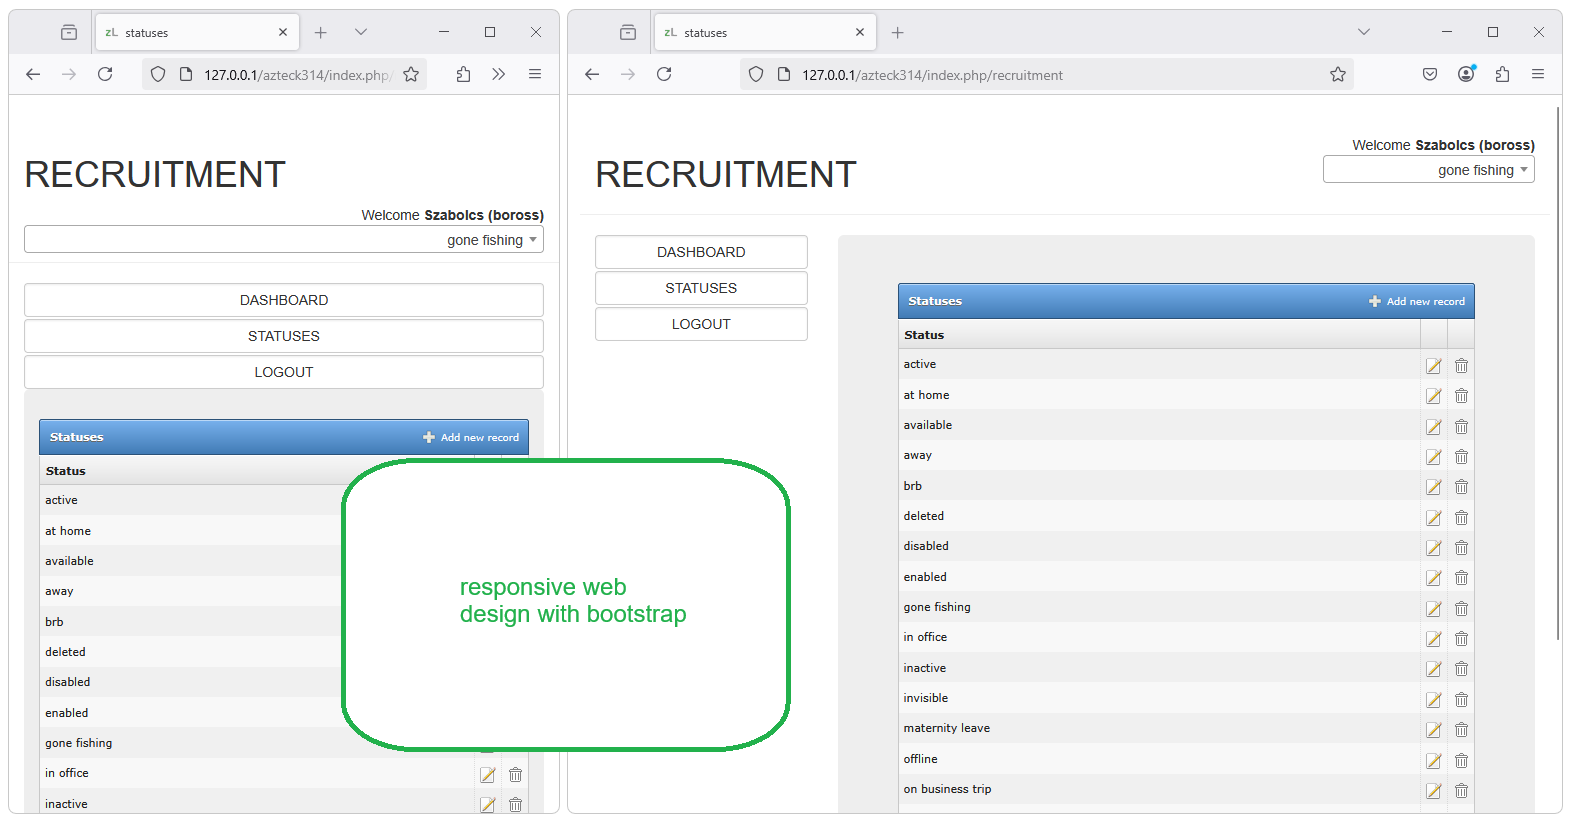 zL statuses
127.0.0.1/azteck314/index.php/
RECRUITMENT
Welcome Szabolcs (boross)
gone fishing
DASHBOARD
STATUSES
LOGOUT
Statuses
Add new record
Status
active
at home
available
away
brb
deleted
disabled
enabled
gone fishing
in office
inactive
responsive web
design with bootstrap
zL statuses
127.0.0.1/azteck314/index.php/recruitment
RECRUITMENT
Welcome Szabolcs (boross)
gone fishing
DASHBOARD
STATUSES
LOGOUT
Statuses
Add new record
Status
active
at home
available
away
brb
deleted
disabled
enabled
gone fishing
in office
inactive
invisible
maternity leave
offline
on business trip